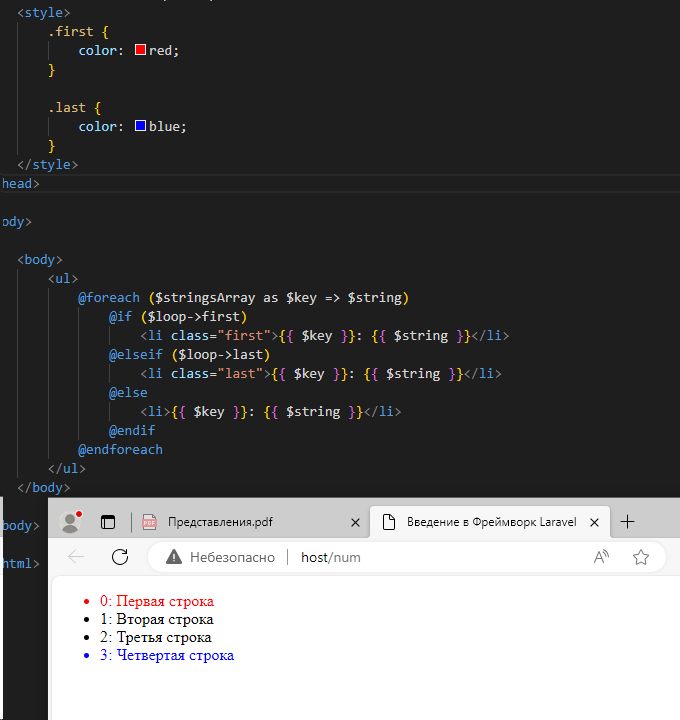 <style>
.first {
color: red;
}
.last {
color: blue;
}
</style>
head>
ody>
<body>
<ul>
@foreach ($stringsArray as $key => $string)
@if ($loop->first)
<li class="first">{{ $key }}: {{ $string }}</li>
@elseif ($loop->last)
<li class="last">{{ $key }}: {{ $string }}</li>
@else
<li>{{ $key }}: {{ $string }}</li>
@endif
@endforeach
</ul>
</body>
body>
html>
PDF Представления.pdf
Введение в Фреймворк Laravel
Небезопасно host/num
0: Первая строка
1: Вторая строка
2: Третья строка
3: Четвертая строка